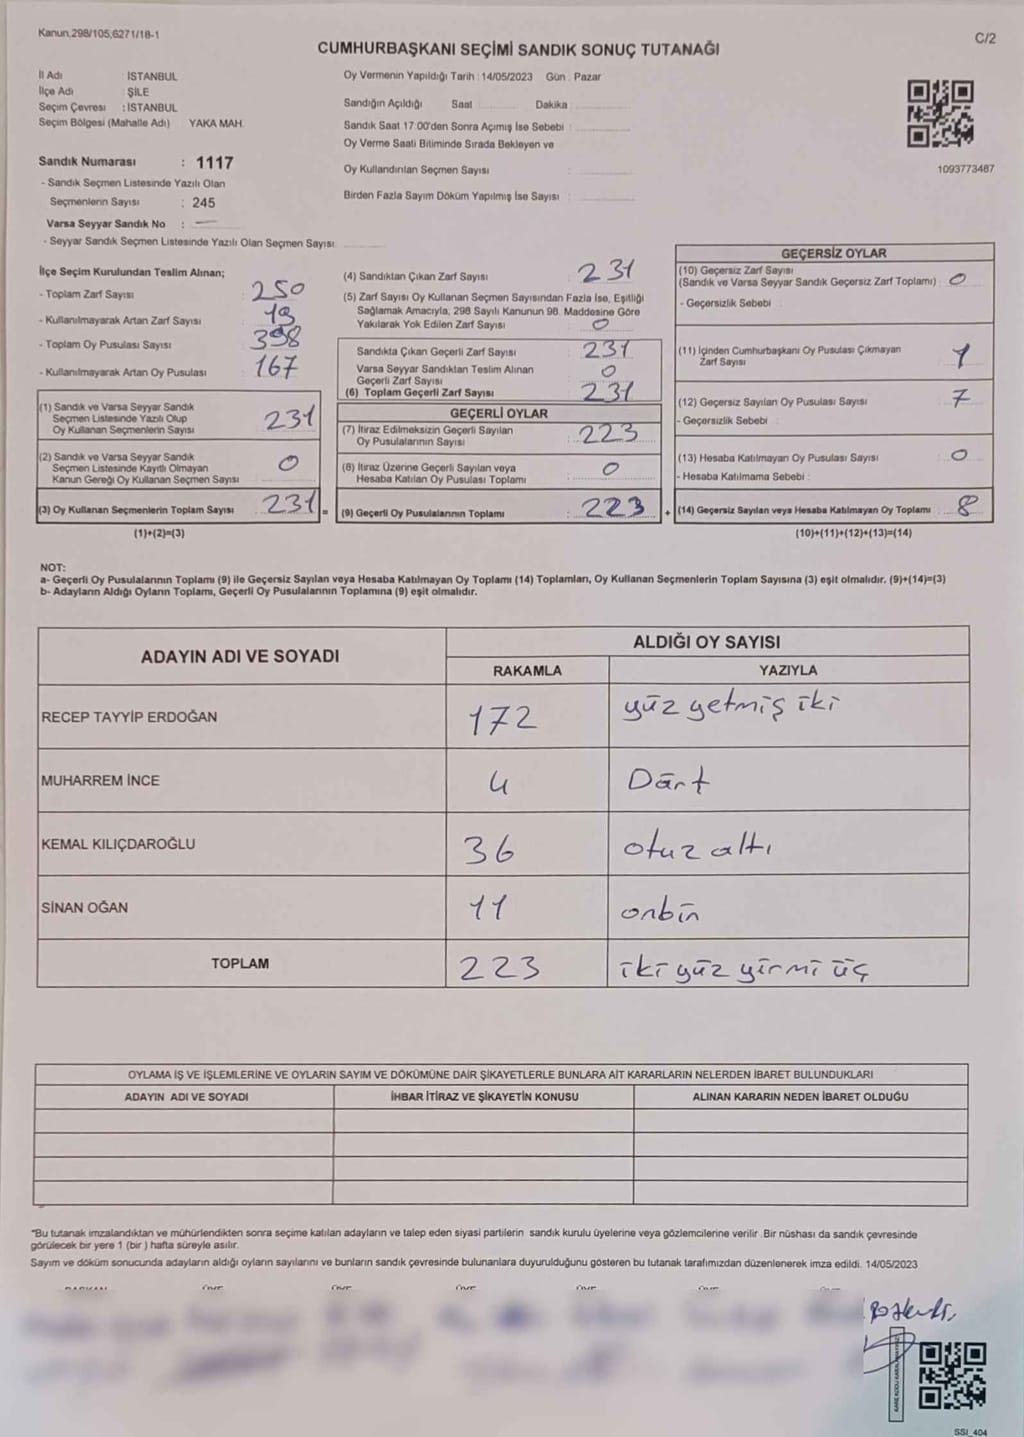 Kanun,298/105,6271/18-1
C/2
CUMHURBAŞKANI SEÇİMİ SANDIK SONUÇ TUTANAĞI
İl Adı : İSTANBUL
İlçe Adı : ŞİLE
Seçim Çevresi : İSTANBUL
Seçim Bölgesi (Mahalle Adı) YAKA MAH.
Sandık Numarası : 1117
- Sandık Seçmen Listesinde Yazılı Olan
Seçmenlerin Sayısı : 245
Varsa Seyyar Sandık No : —
- Seyyar Sandık Seçmen Listesinde Yazılı Olan Seçmen Sayısı
Oy Vermenin Yapıldığı Tarih : 14/05/2023 Gün : Pazar
Sandığın Açıldığı Saat Dakika :
Sandık Saat 17:00'den Sonra Açımış İse Sebebi :
Oy Verme Saati Bitiminde Sırada Bekleyen ve
Oy Kullandırılan Seçmen Sayısı :
Birden Fazla Sayım Döküm Yapılmış İse Sayısı :
1093773487
İlçe Seçim Kurulundan Teslim Alınan;
- Toplam Zarf Sayısı : 250
- Kullanılmayarak Artan Zarf Sayısı : 19
- Toplam Oy Pusulası Sayısı : 398
- Kullanılmayarak Artan Oy Pusulası : 167
(1) Sandık ve Varsa Seyyar Sandık
Seçmen Listesinde Yazılı Olup
Oy Kullanan Seçmenlerin Sayısı : 231
(2) Sandık ve Varsa Seyyar Sandık
Seçmen Listesinde Kayıtlı Olmayan
Kanun Gereği Oy Kullanan Seçmen Sayısı : 0
(3) Oy Kullanan Seçmenlerin Toplam Sayısı : 231 =
(1)+(2)=(3)
(4) Sandıktan Çıkan Zarf Sayısı : 231
(5) Zarf Sayısı Oy Kullanan Seçmen Sayısından Fazla İse, Eşitliği
Sağlamak Amacıyla, 298 Sayılı Kanunun 98. Maddesine Göre
Yakılarak Yok Edilen Zarf Sayısı : 0
Sandıkta Çıkan Geçerli Zarf Sayısı : 231
Varsa Seyyar Sandıktan Teslim Alınan
Geçerli Zarf Sayısı : 0
(6) Toplam Geçerli Zarf Sayısı : 231
GEÇERLİ OYLAR
(7) İtiraz Edilmeksizin Geçerli Sayılan
Oy Pusulalarının Sayısı : 223
(8) İtiraz Üzerine Geçerli Sayılan veya
Hesaba Katılan Oy Pusulası Toplamı : 0
(9) Geçerli Oy Pusulalarının Toplamı : 223 +
GEÇERSİZ OYLAR
(10) Geçersiz Zarf Sayısı
(Sandık ve Varsa Seyyar Sandık Geçersiz Zarf Toplamı) : 0
- Geçersizlik Sebebi :
(11) İçinden Cumhurbaşkanı Oy Pusulası Çıkmayan
Zarf Sayısı : 1
(12) Geçersiz Sayılan Oy Pusulası Sayısı : 7
- Geçersizlik Sebebi :
(13) Hesaba Katılmayan Oy Pusulası Sayısı : 0
- Hesaba Katılmama Sebebi :
(14) Geçersiz Sayılan veya Hesaba Katılmayan Oy Toplamı : 8
(10)+(11)+(12)+(13)=(14)
NOT:
a- Geçerli Oy Pusulalarının Toplamı (9) ile Geçersiz Sayılan veya Hesaba Katılmayan Oy Toplamı (14) Toplamları, Oy Kullanan Seçmenlerin Toplam Sayısına (3) eşit olmalıdır. (9)+(14)=(3)
b- Adayların Aldığı Oyların Toplamı, Geçerli Oy Pusulalarının Toplamına (9) eşit olmalıdır.
ADAYIN ADI VE SOYADI
ALDIĞI OY SAYISI
RAKAMLA YAZIYLA
RECEP TAYYİP ERDOĞAN 172 yüz yetmiş iki
MUHARREM İNCE 4 Dört
KEMAL KILIÇDAROĞLU 36 otuz altı
SİNAN OĞAN 11 onbir
TOPLAM 223 iki yüz yirmi üç
OYLAMA İŞ VE İŞLEMLERİNE VE OYLARIN SAYIM VE DÖKÜMÜNE DAİR ŞİKAYETLERLE BUNLARA AİT KARARLARIN NELERDEN İBARET BULUNDUKLARI
ADAYIN ADI VE SOYADI İHBAR İTİRAZ VE ŞİKAYETİN KONUSU ALINAN KARARIN NEDEN İBARET OLDUĞU
"Bu tutanak imzalandıktan ve mühürlendikten sonra seçime katılan adayların ve talep eden siyasi partilerin sandık kurulu üyelerine veya gözlemcilerine verilir .Bir nüshası da sandık çevresinde
görülecek bir yere 1 (bir ) hafta süreyle asılır.
Sayım ve döküm sonucunda adayların aldığı oyların sayılarını ve bunların sandık çevresinde bulunanlara duyurulduğunu gösteren bu tutanak tarafımızdan düzenlenerek imza edildi. 14/05/2023
SSI_404